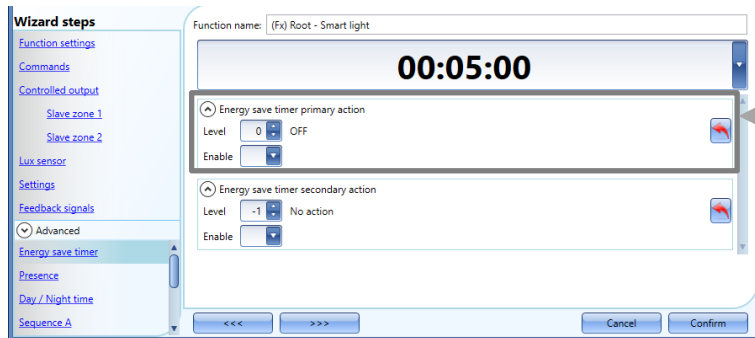 Wizard steps
Function settings
Commands
Controlled output
Slave zone 1
Slave zone 2
Lux sensor
Settings
Feedback signals
Advanced
Energy save timer
Presence
Day / Night time
Sequence A
Function name: (Fx) Root - Smart light
00:05:00
Energy save timer primary action
Level 0 OFF
Enable
Energy save timer secondary action
Level -1 No action
Enable
<<< >>> Cancel Confirm